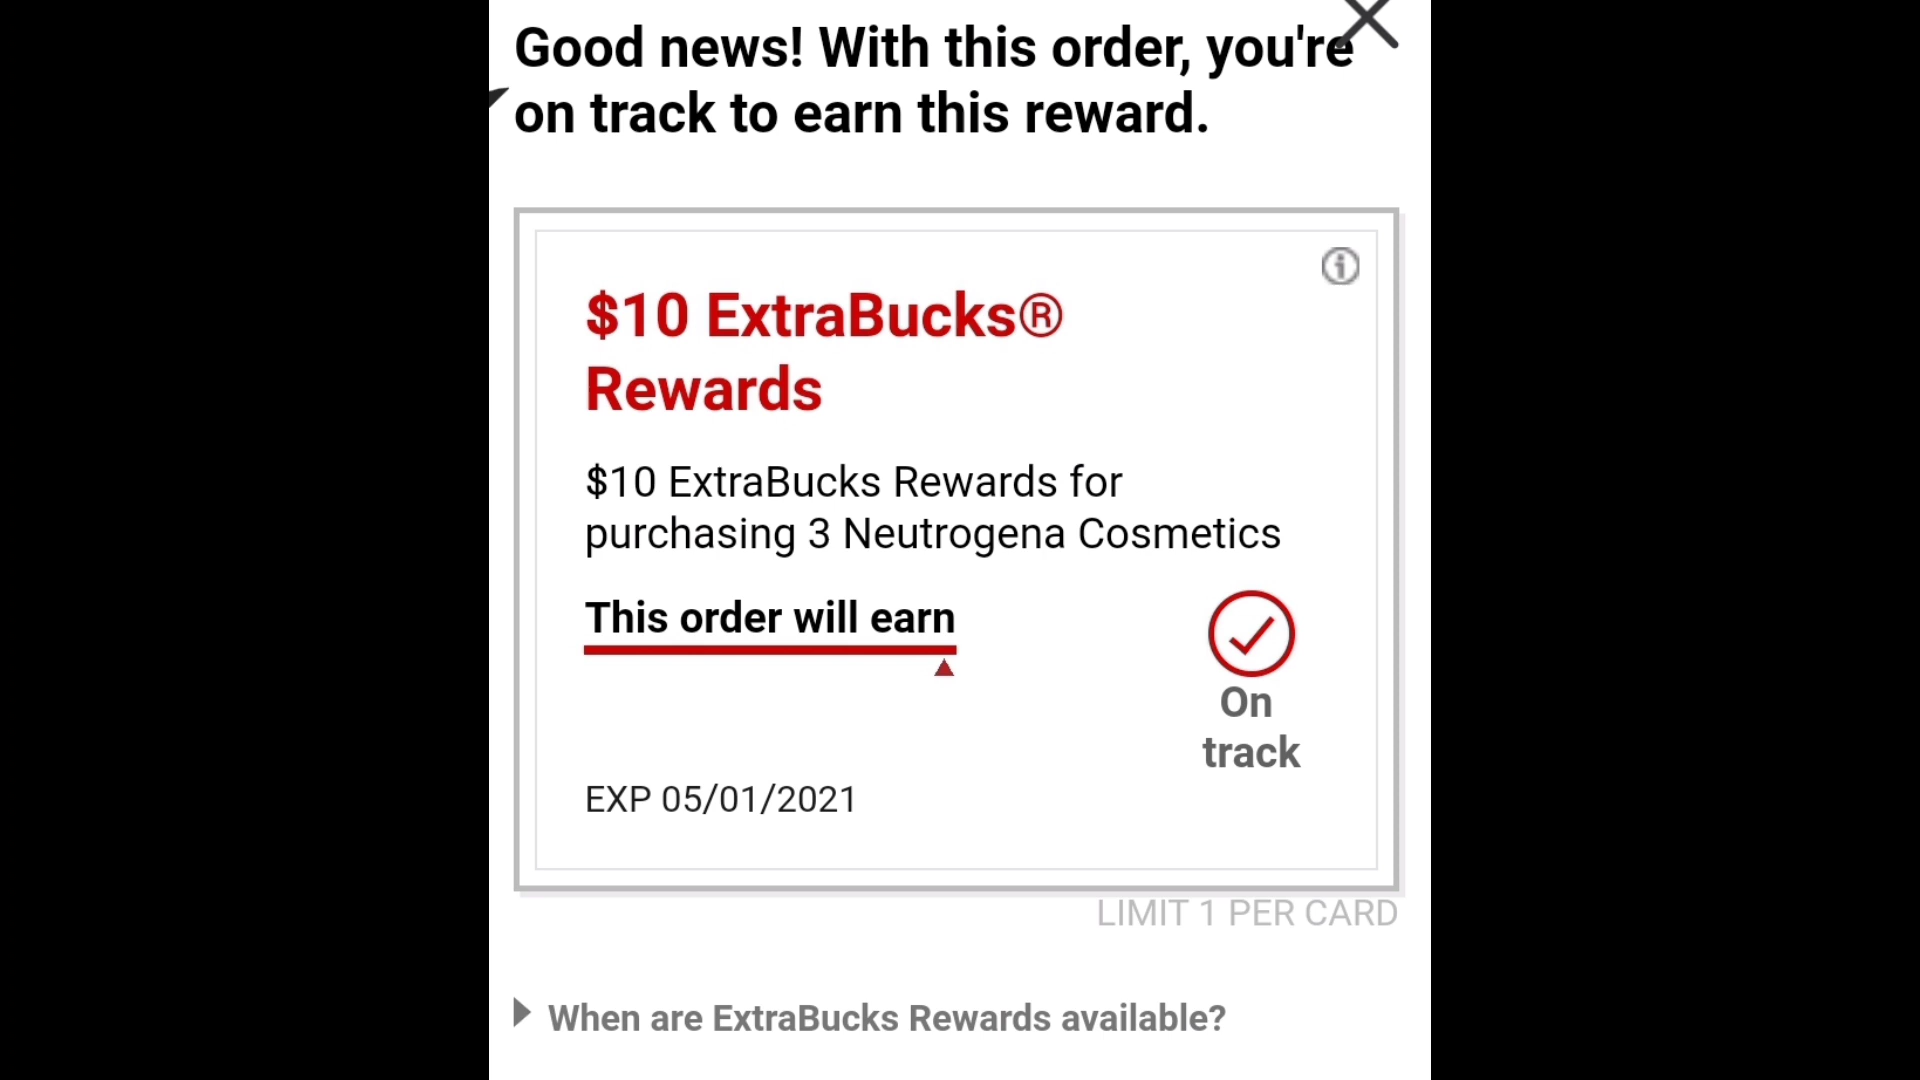 Good news! With this order, you're
on track to earn this reward.
$10 ExtraBucks®
Rewards
$10 ExtraBucks Rewards for
purchasing 3 Neutrogena Cosmetics
This order will earn
On
track
EXP 05/01/2021
LIMIT 1 PER CARD
When are ExtraBucks Rewards available?